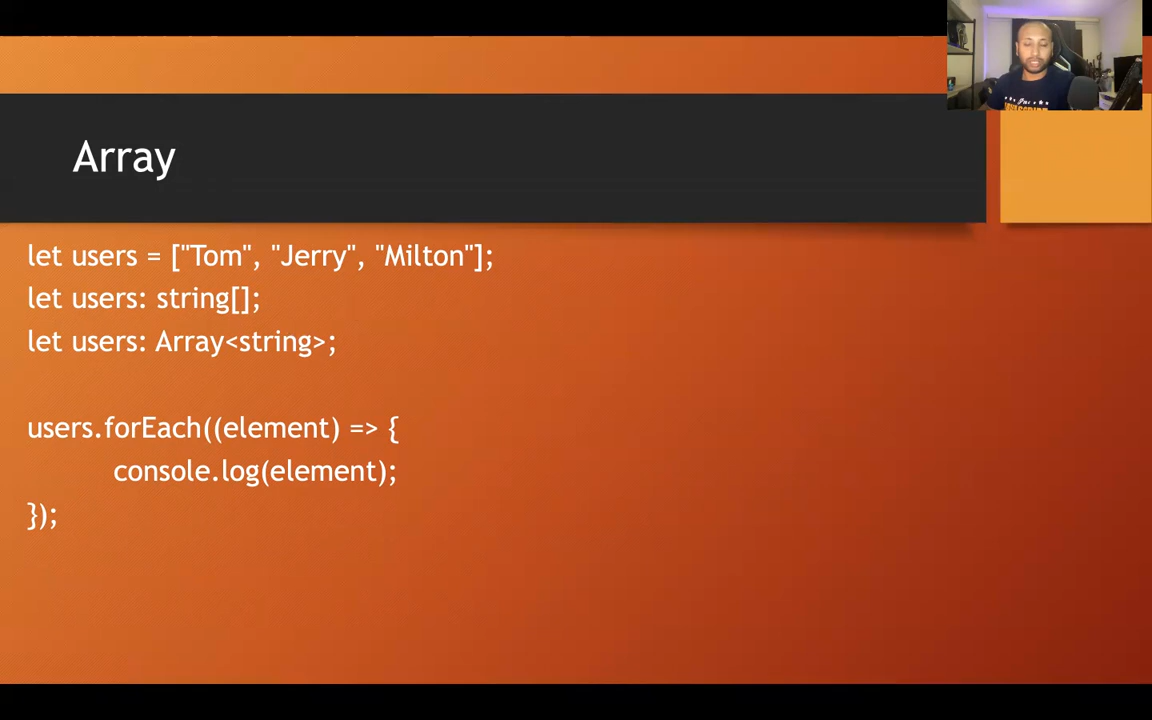 Array
let users = ["Tom", "Jerry", "Milton"];
let users: string[];
let users: Array<string>;
users.forEach((element) => {
console.log(element);
});